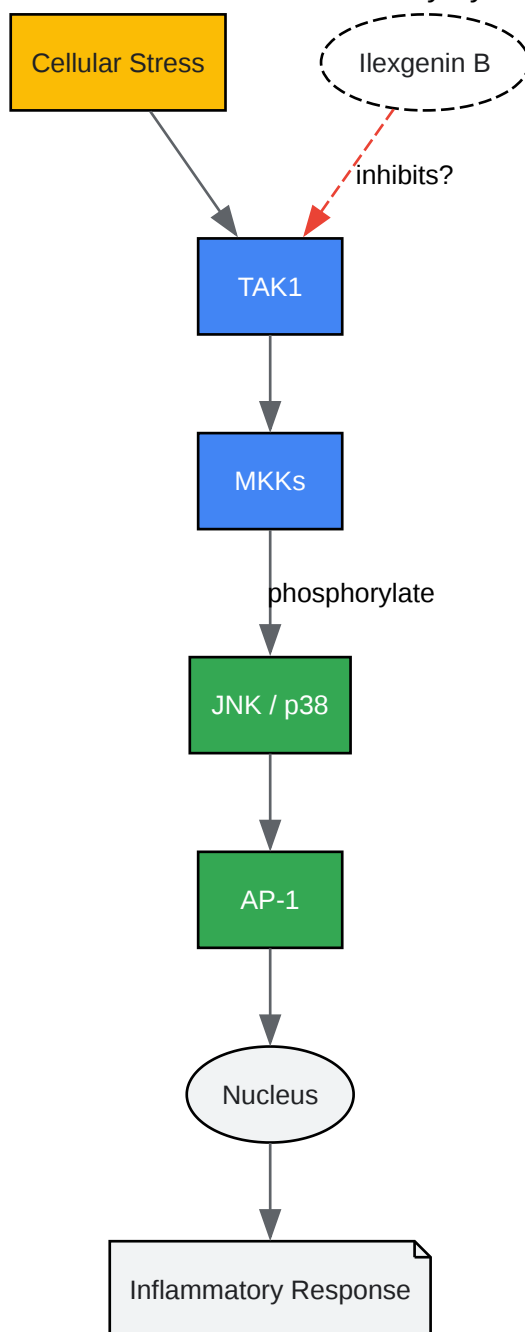 Cellular Stress
Ilexgenin B
inhibits?
TAK1
MKKs
phosphorylate
JNK / p38
AP-1
Nucleus
Inflammatory Response